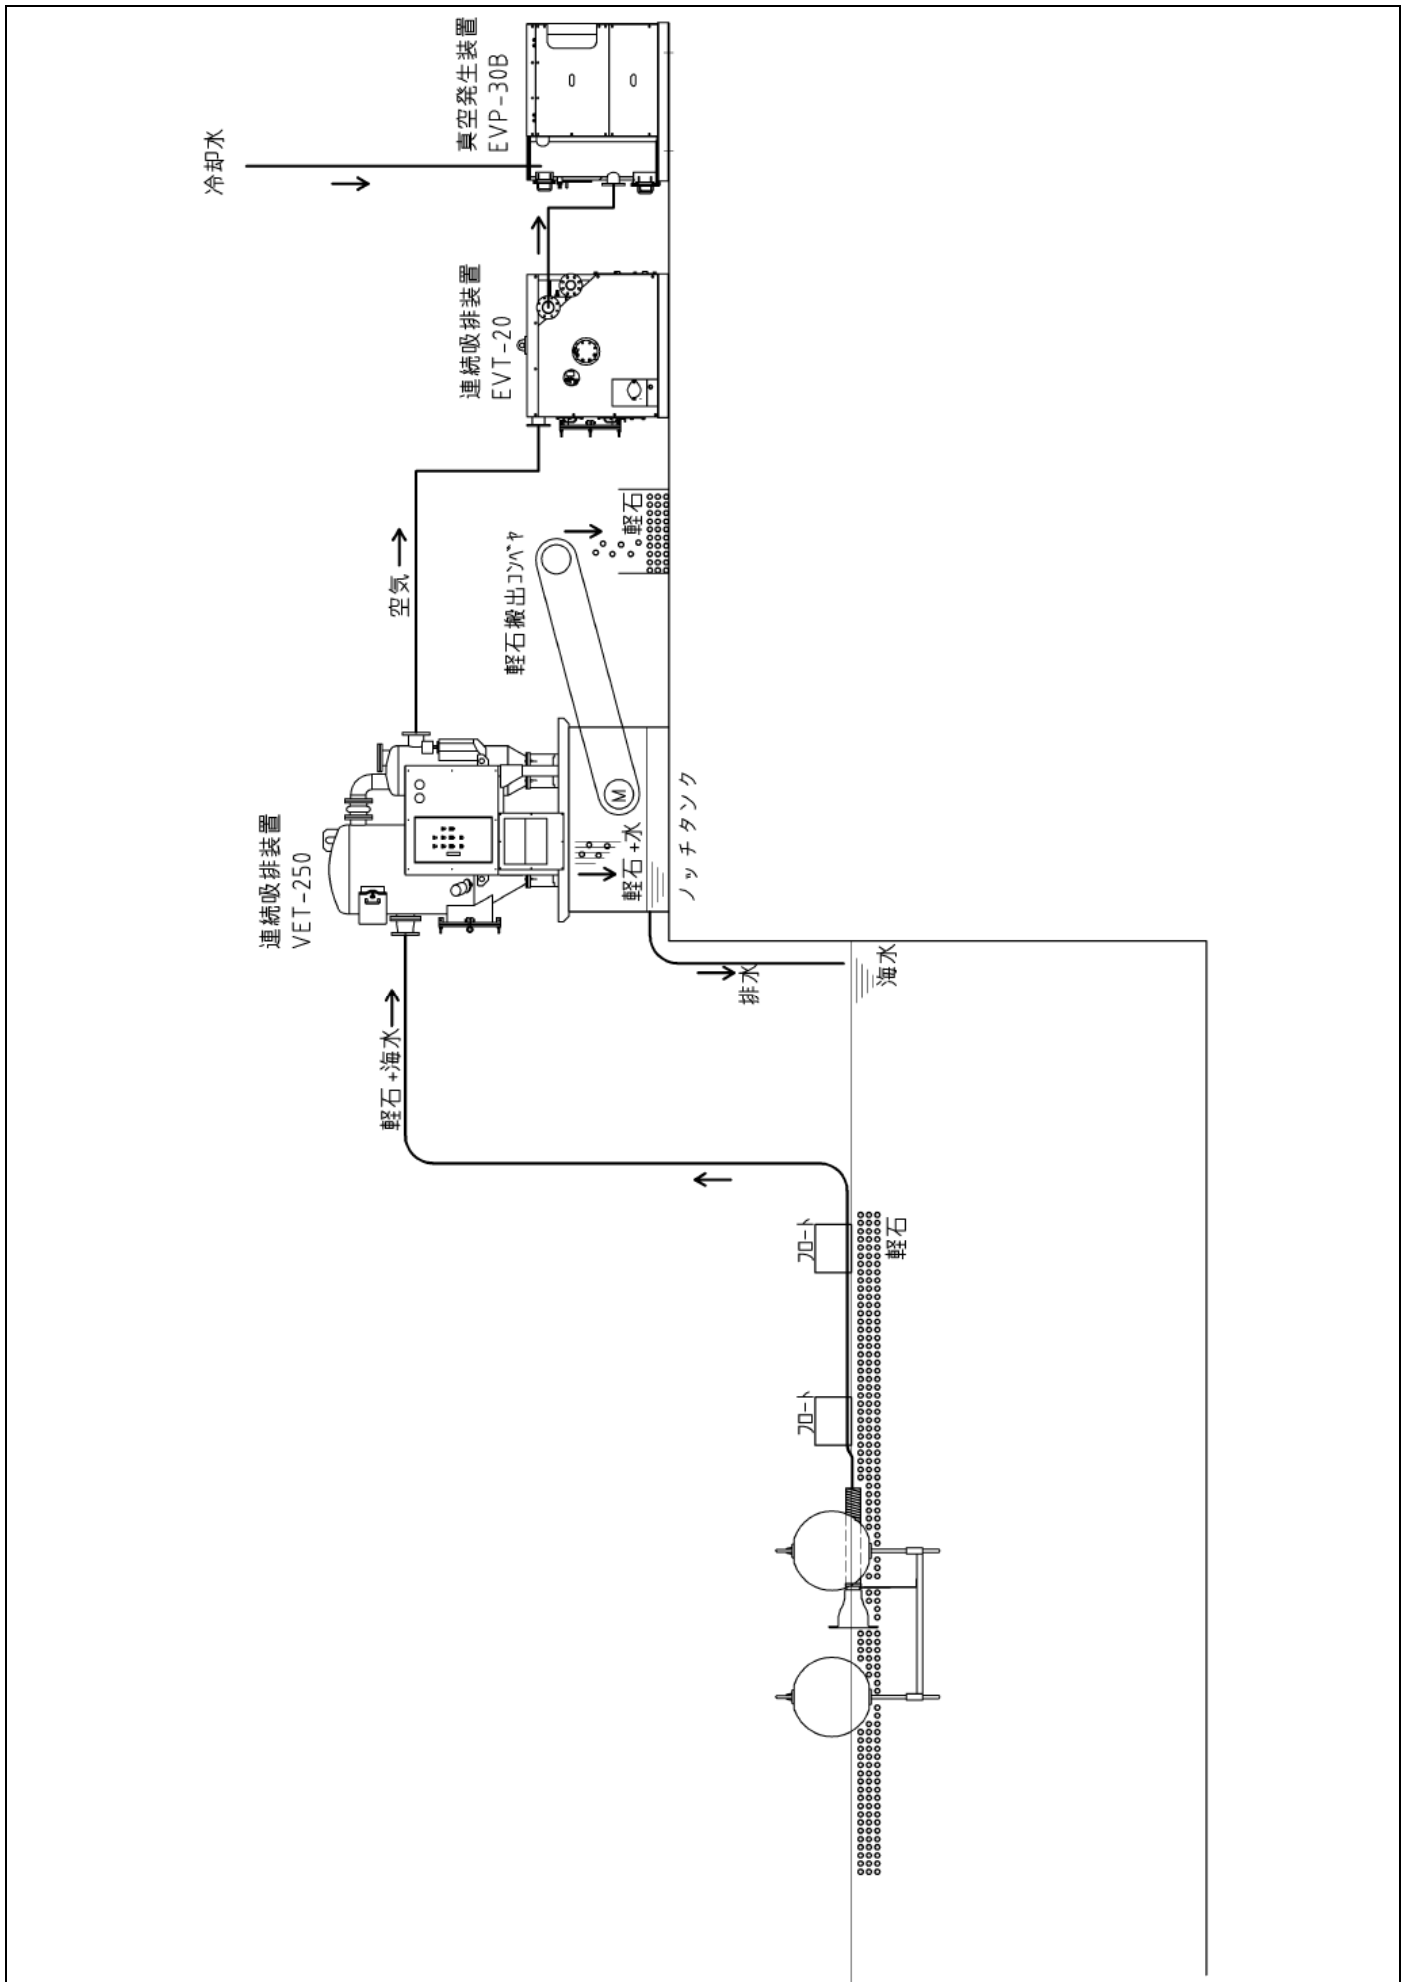 冷却水
真空発生装置
EVP-30B
連続吸排装置
EVT-20
空気
軽石搬出ｺﾝﾍﾞﾔ
軽石
連続吸排装置
VET-250
M
軽石+水
ノッチタンク
排水
海水
軽石+海水
フロート
フロート
軽石